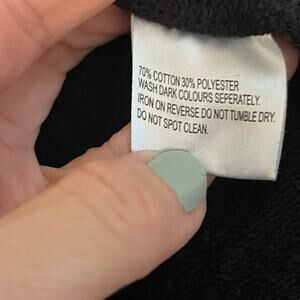 70% COTTON 30% POLYESTER
WASH DARK COLOURS SEPERATELY.
IRON ON REVERSE DO NOT TUMBLE DRY.
DO NOT SPOT CLEAN.